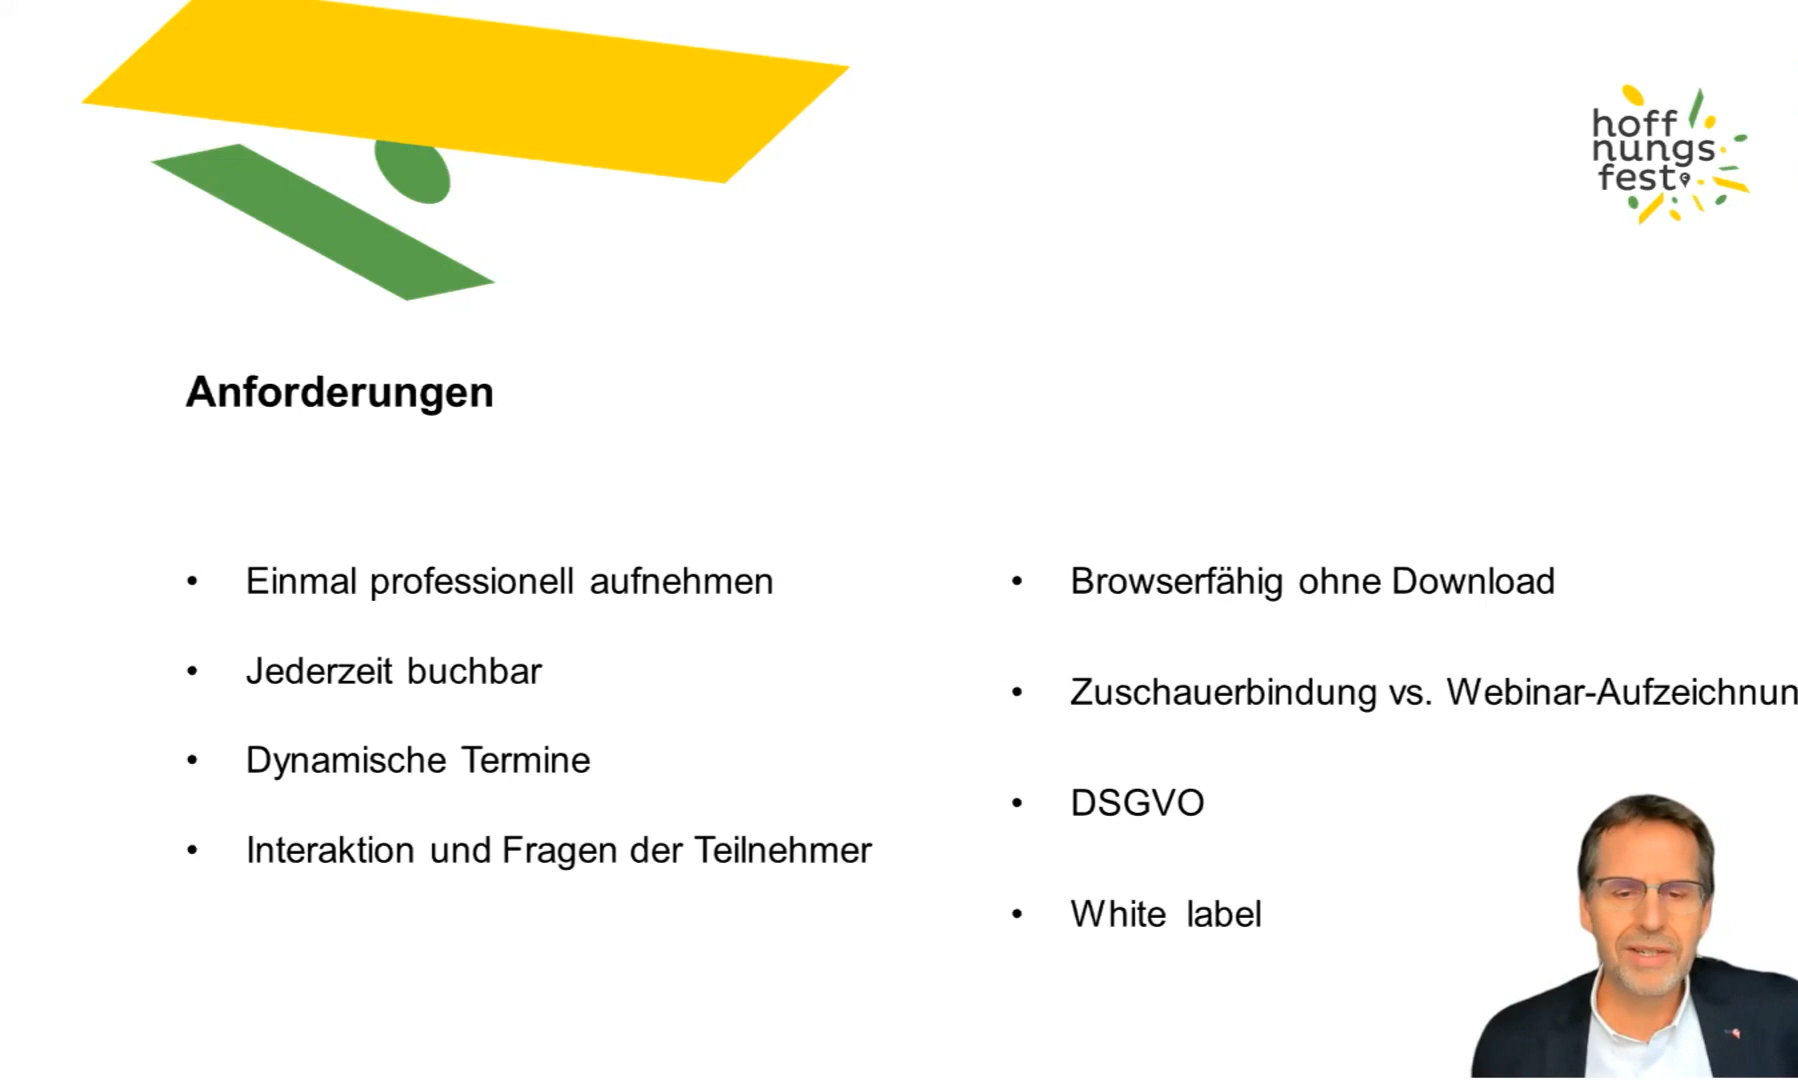 hoff
nungs
fest
Anforderungen
• Einmal professionell aufnehmen
• Jederzeit buchbar
• Dynamische Termine
• Interaktion und Fragen der Teilnehmer
• Browserfähig ohne Download
• Zuschauerbindung vs. Webinar-Aufzeichnun
• DSGVO
• White label